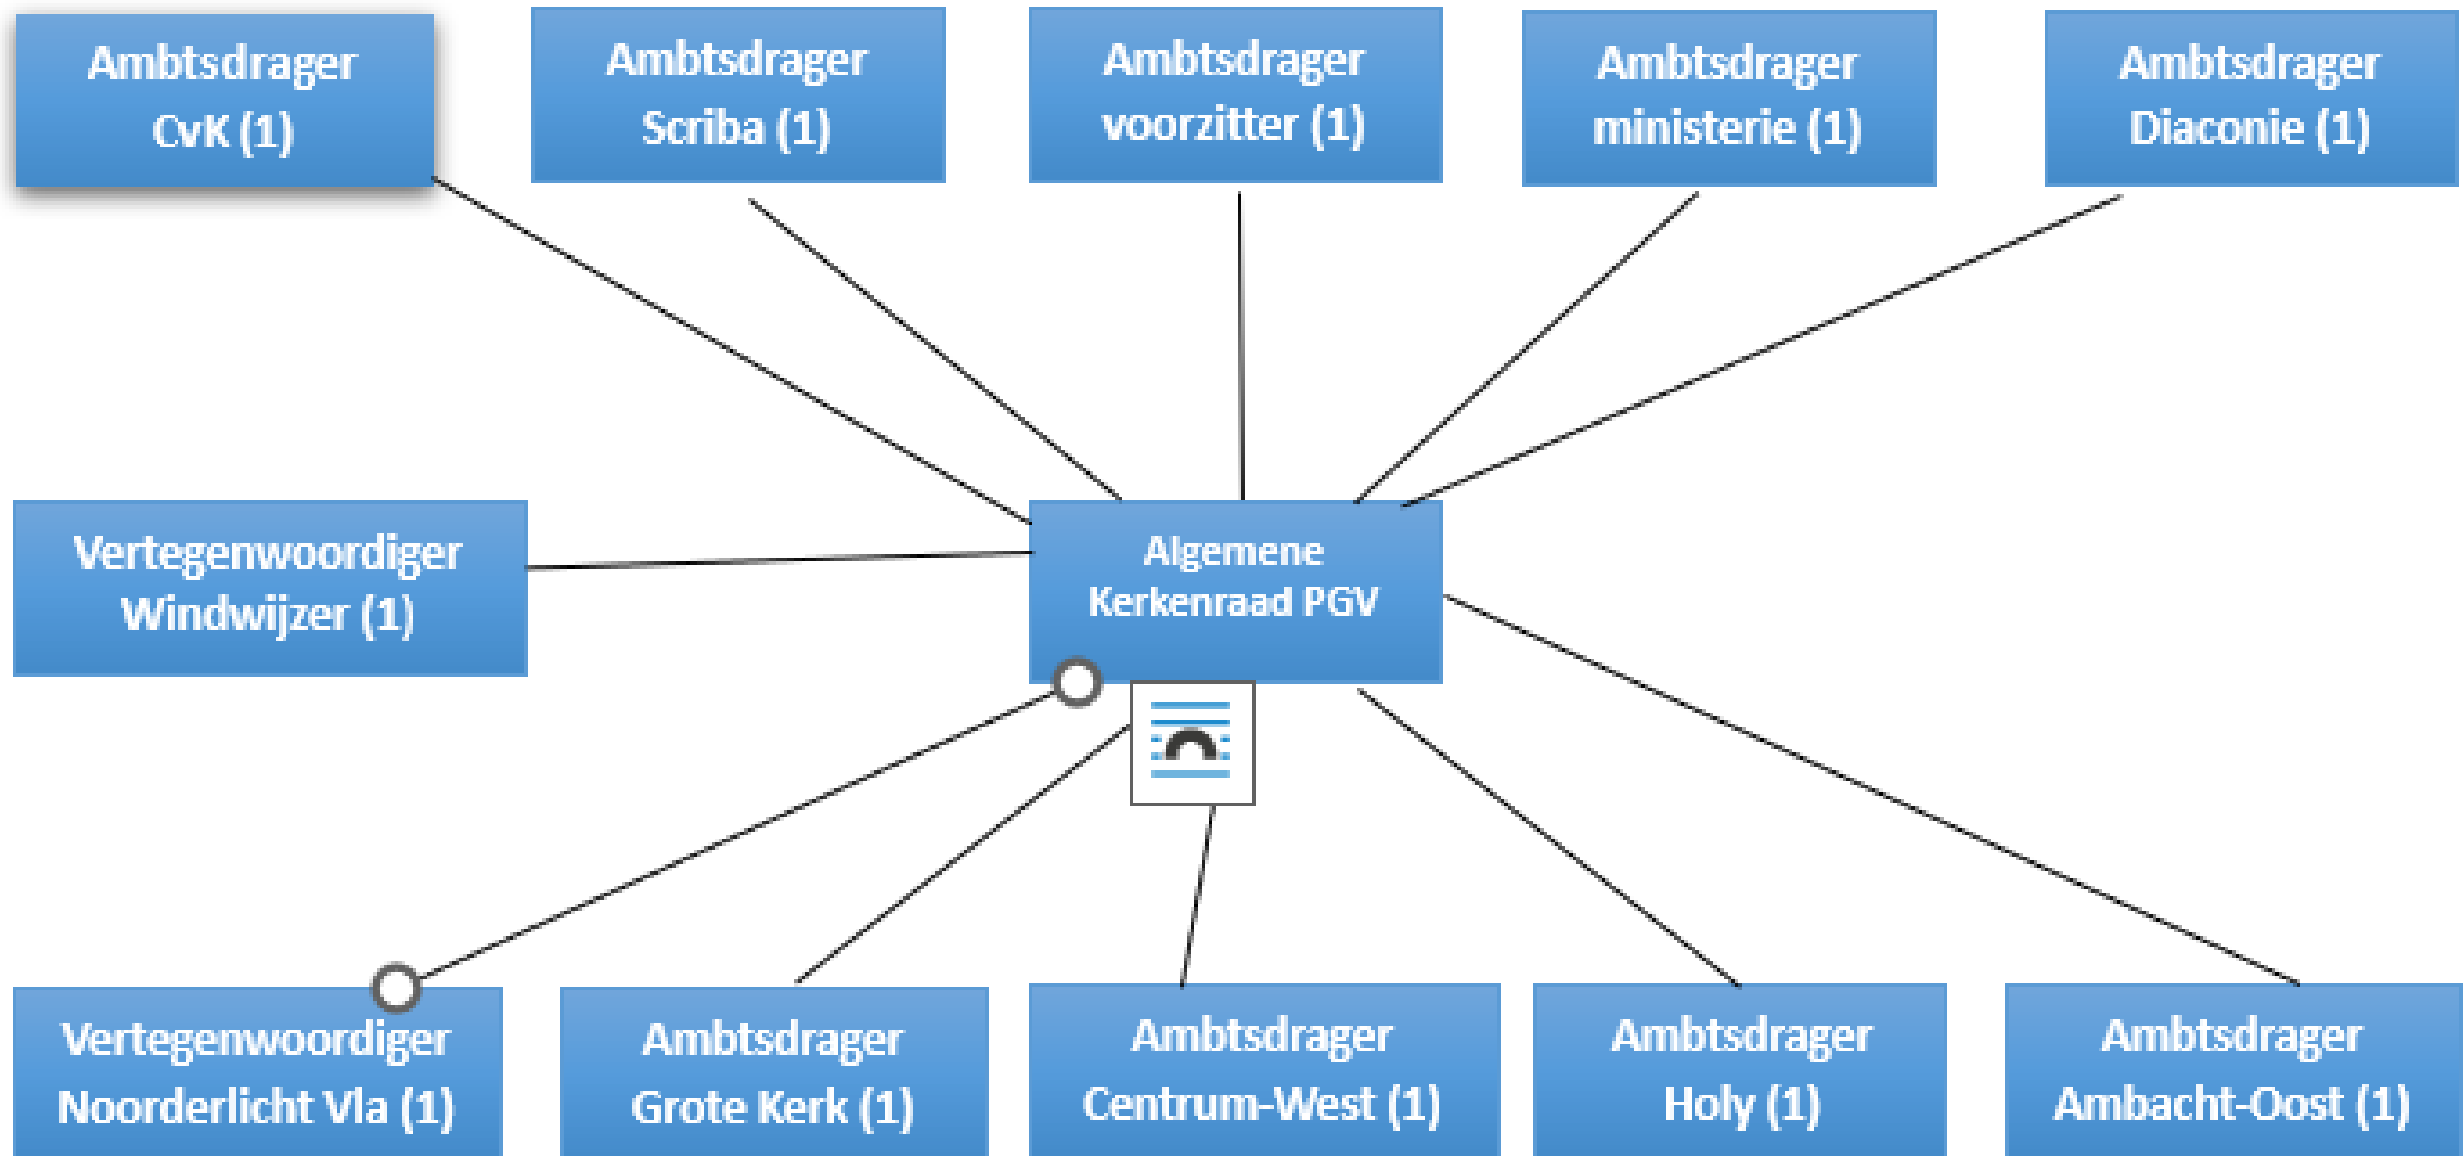 Ambtsdrager
CvK (1)
Ambtsdrager
Scriba (1)
Ambtsdrager
voorzitter (1)
Ambtsdrager
ministerie (1)
Ambtsdrager
Diaconie (1)
Vertegenwoordiger
Windwijzer (1)
Algemene
Kerkenraad PGV
Vertegenwoordiger
Noorderlicht Vla (1)
Ambtsdrager
Grote Kerk (1)
Ambtsdrager
Centrum-West (1)
Ambtsdrager
Holy (1)
Ambtsdrager
Ambacht-Oost (1)